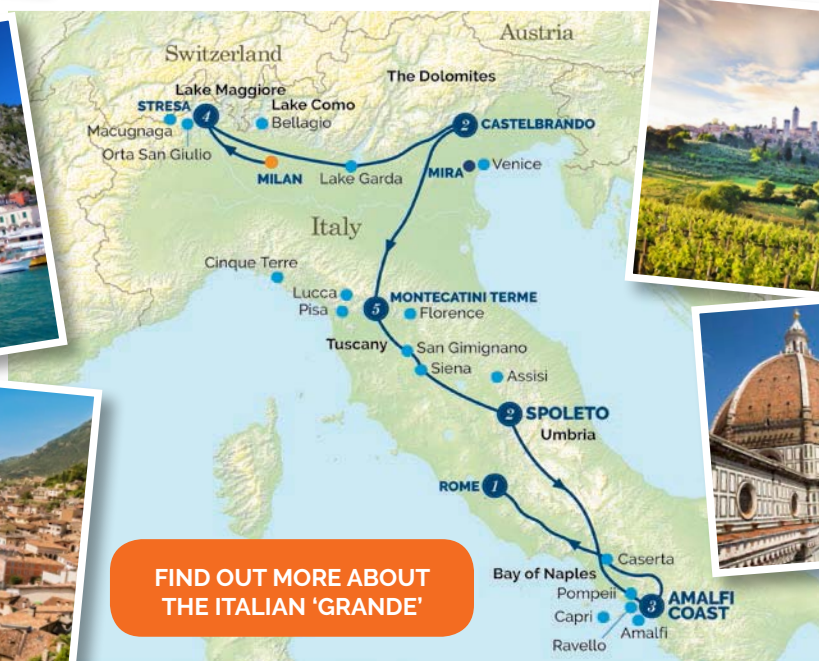 Austria
Switzerland
The Dolomites
Lake Maggiore
STRESA
4
Lake Como
Bellagio
Macugnaga
Orta San Giulio
2 CASTELBRANDO
MILAN
Lake Garda
MIRA
Venice
Italy
Cinque Terre
Lucca
Pisa
5
MONTECATINI TERME
Florence
Tuscany
San Gimignano
Siena
Assisi
2 SPOLETO
Umbria
ROME 1
Caserta
Bay of Naples
Pompeii
3
AMALFI
COAST
Capri
Amalfi
Ravello
FIND OUT MORE ABOUT
THE ITALIAN ‘GRANDE’